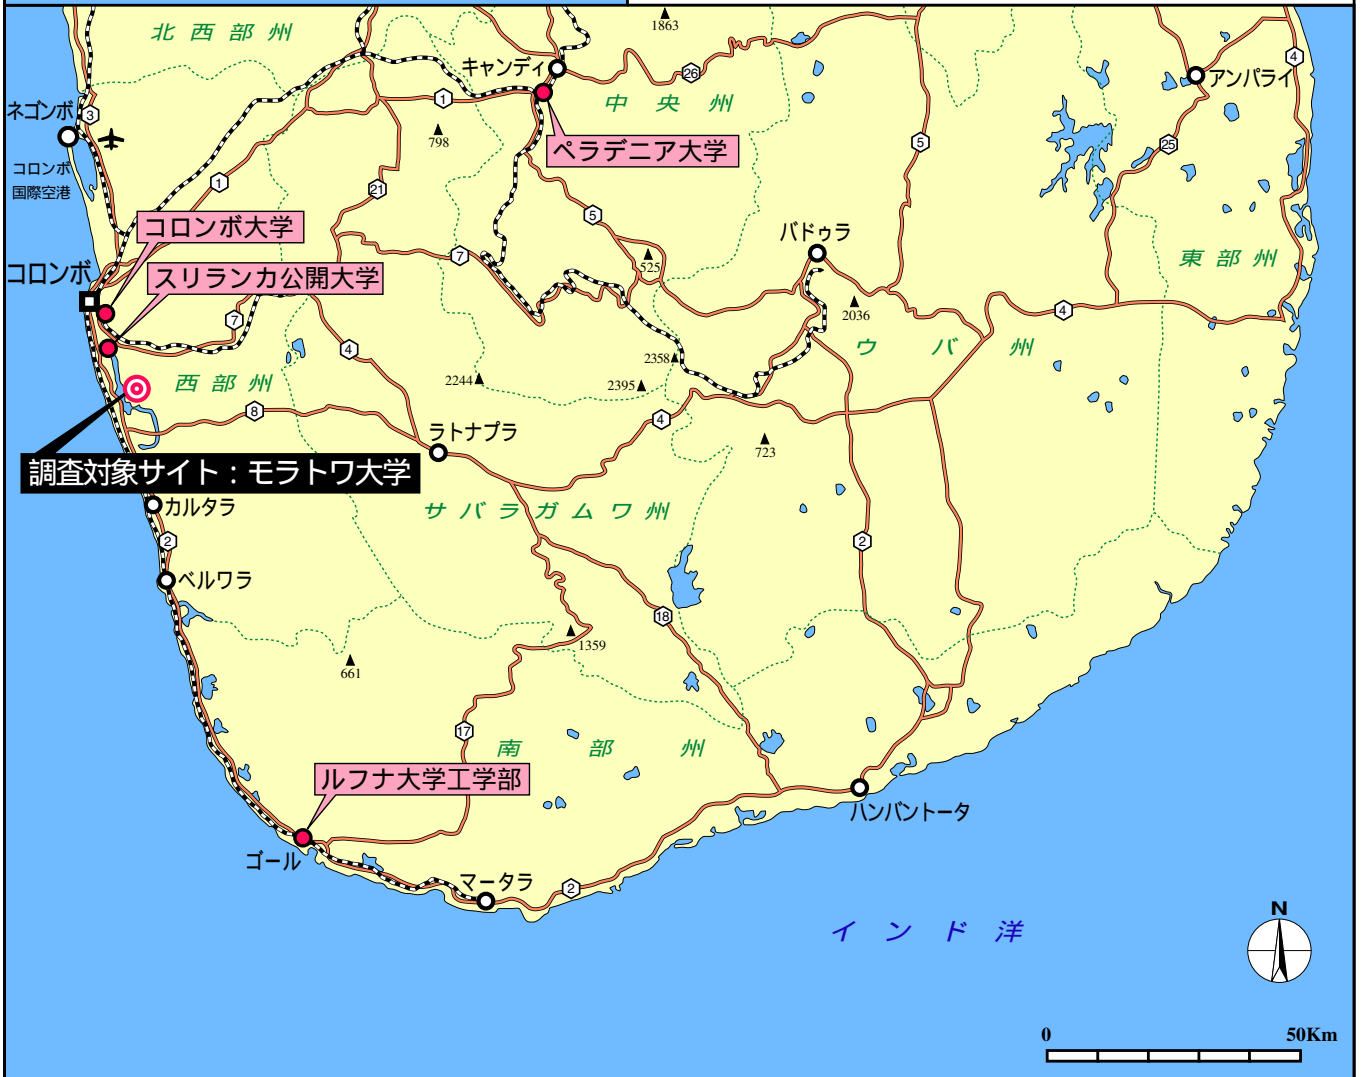 北西部州
1863
キャンディ
26
4
アンパライ
中央州
1
ネゴンボ
3
798
ペラデニア大学
5
25
コロンボ
国際空港
1
21
コロンボ大学
5
バドゥラ
東部州
7
525
コロンボ
スリランカ公開大学
2036
4
7
4
ウバ州
2358
西部州
2244
2395
8
4
ラトナプラ
723
調査対象サイト：モラトワ大学
カルタラ
サバラガムワ州
2
2
ベルワラ
18
1359
661
17
南部州
ルフナ大学工学部
ハンバントータ
ゴール
マータラ
2
インド洋
N
0
50Km